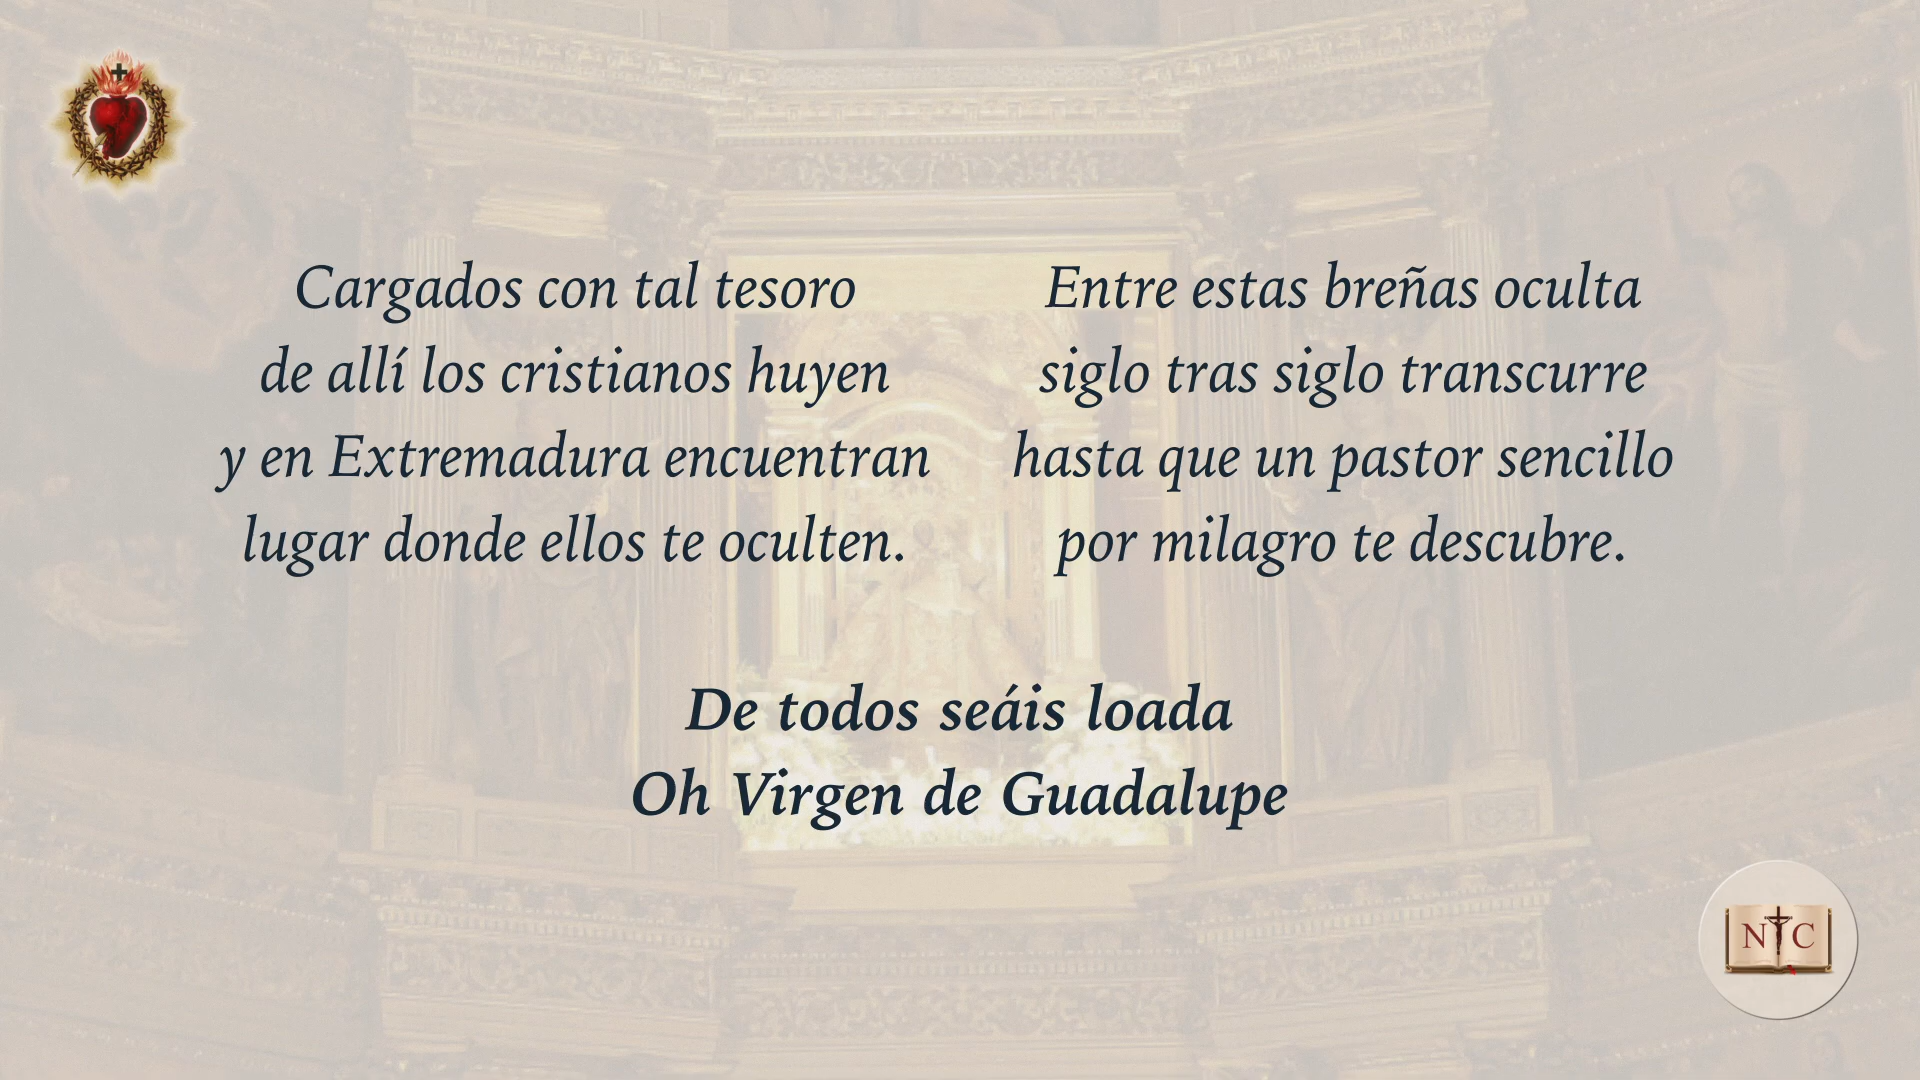 Cargados con tal tesoro
de allí los cristianos huyen
y en Extremadura encuentran
lugar donde ellos te oculten.
Entre estas breñas oculta
siglo tras siglo transcurre
hasta que un pastor sencillo
por milagro te descubre.
De todos seáis loada
Oh Virgen de Guadalupe
N C